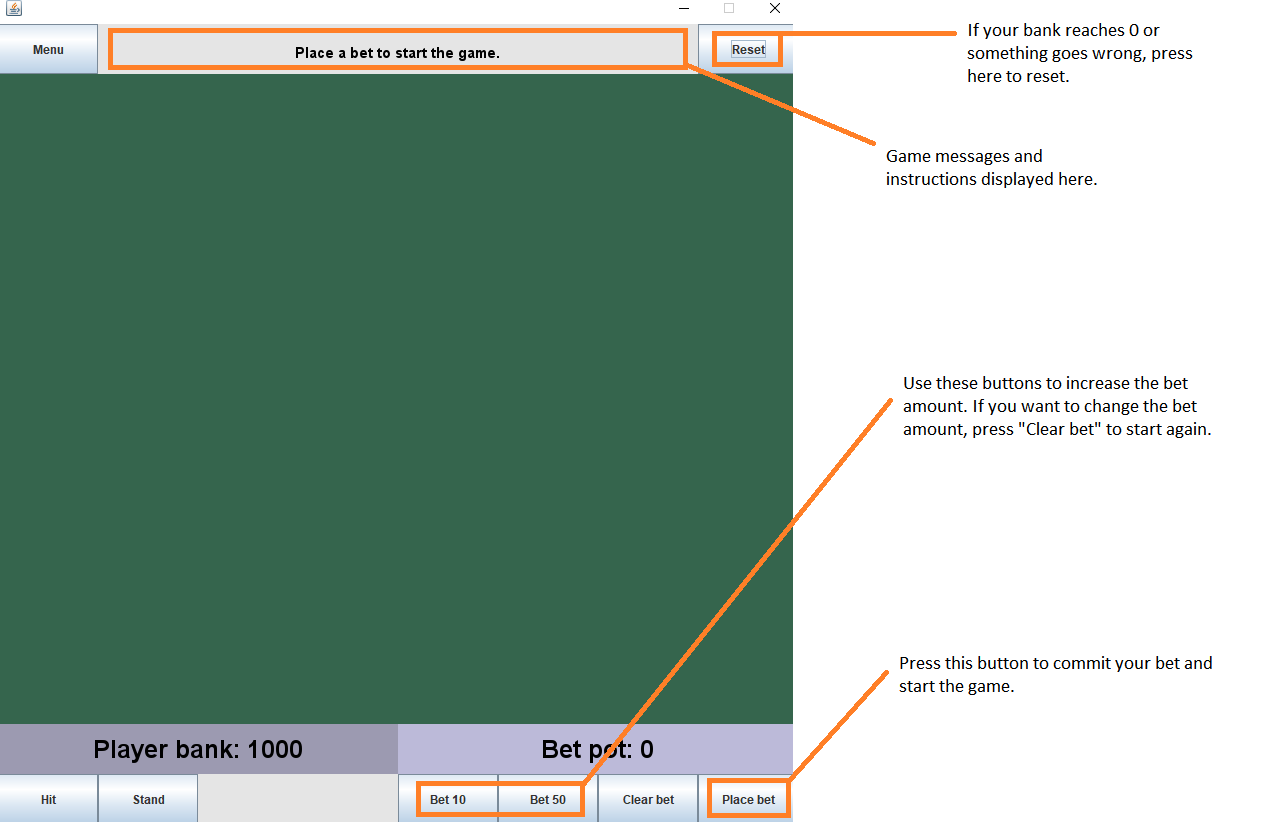 Menu
Place a bet to start the game.
Reset
If your bank reaches 0 or
something goes wrong, press
here to reset.
Game messages and
instructions displayed here.
Use these buttons to increase the bet
amount. If you want to change the bet
amount, press "Clear bet" to start again.
Press this button to commit your bet and
start the game.
Player bank: 1000
Bet pot: 0
Hit
Stand
Bet 10
Bet 50
Clear bet
Place bet